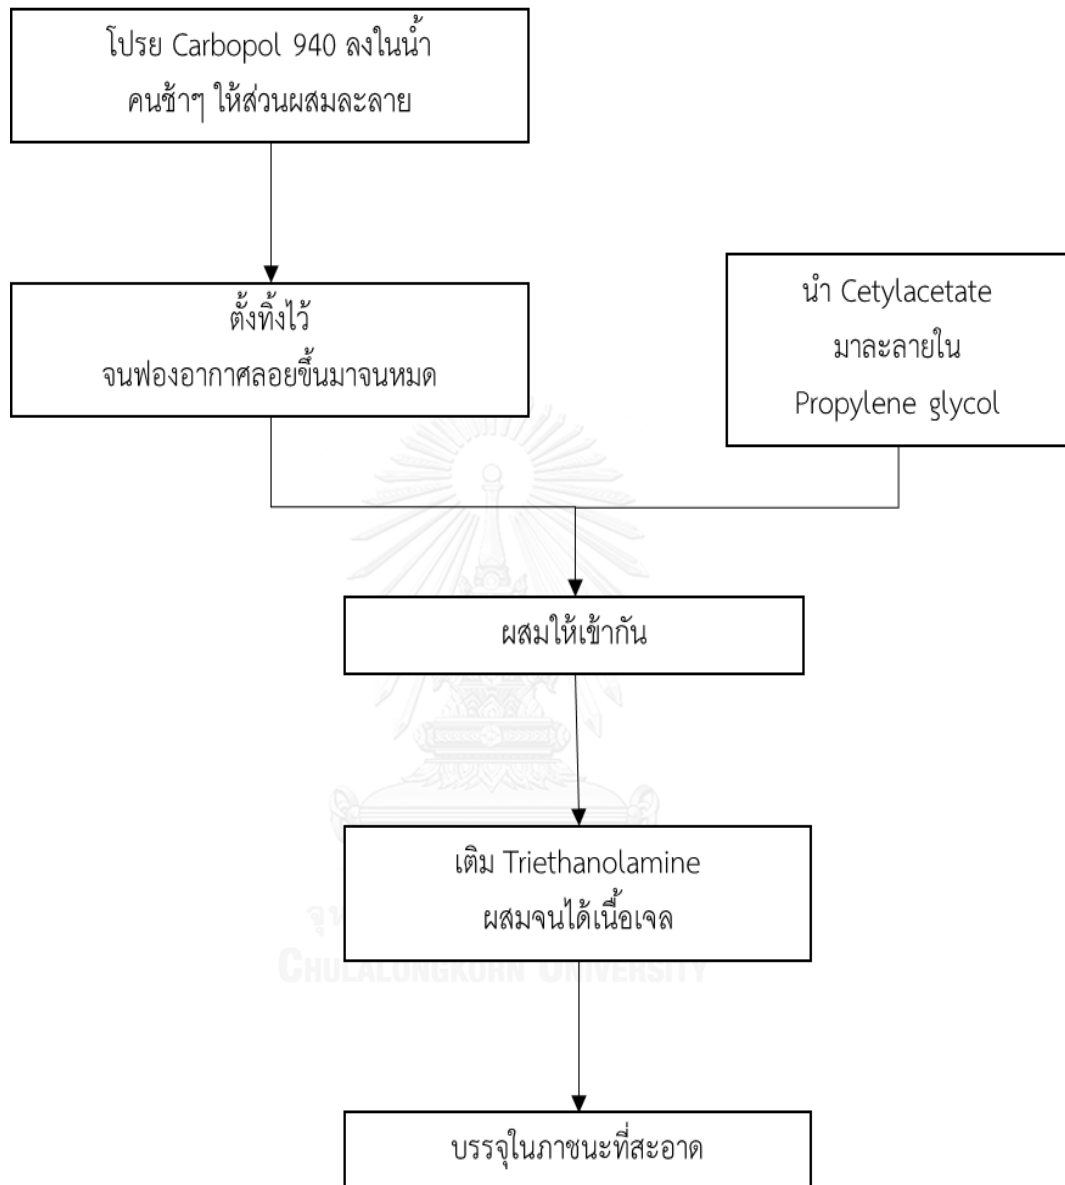 โปรย Carbopol 940 ลงในน้ำ
คนช้าๆ ให้ส่วนผสมละลาย
ตั้งทิ้งไว้
จนฟองอากาศลอยขึ้นมาจนหมด
นำ Cetylacetate
มาละลายใน
Propylene glycol
ผสมให้เข้ากัน
เติม Triethanolamine
ผสมจนได้เนื้อเจล
CHULALONGKORN UNIVERSITY
บรรจุในภาชนะที่สะอาด